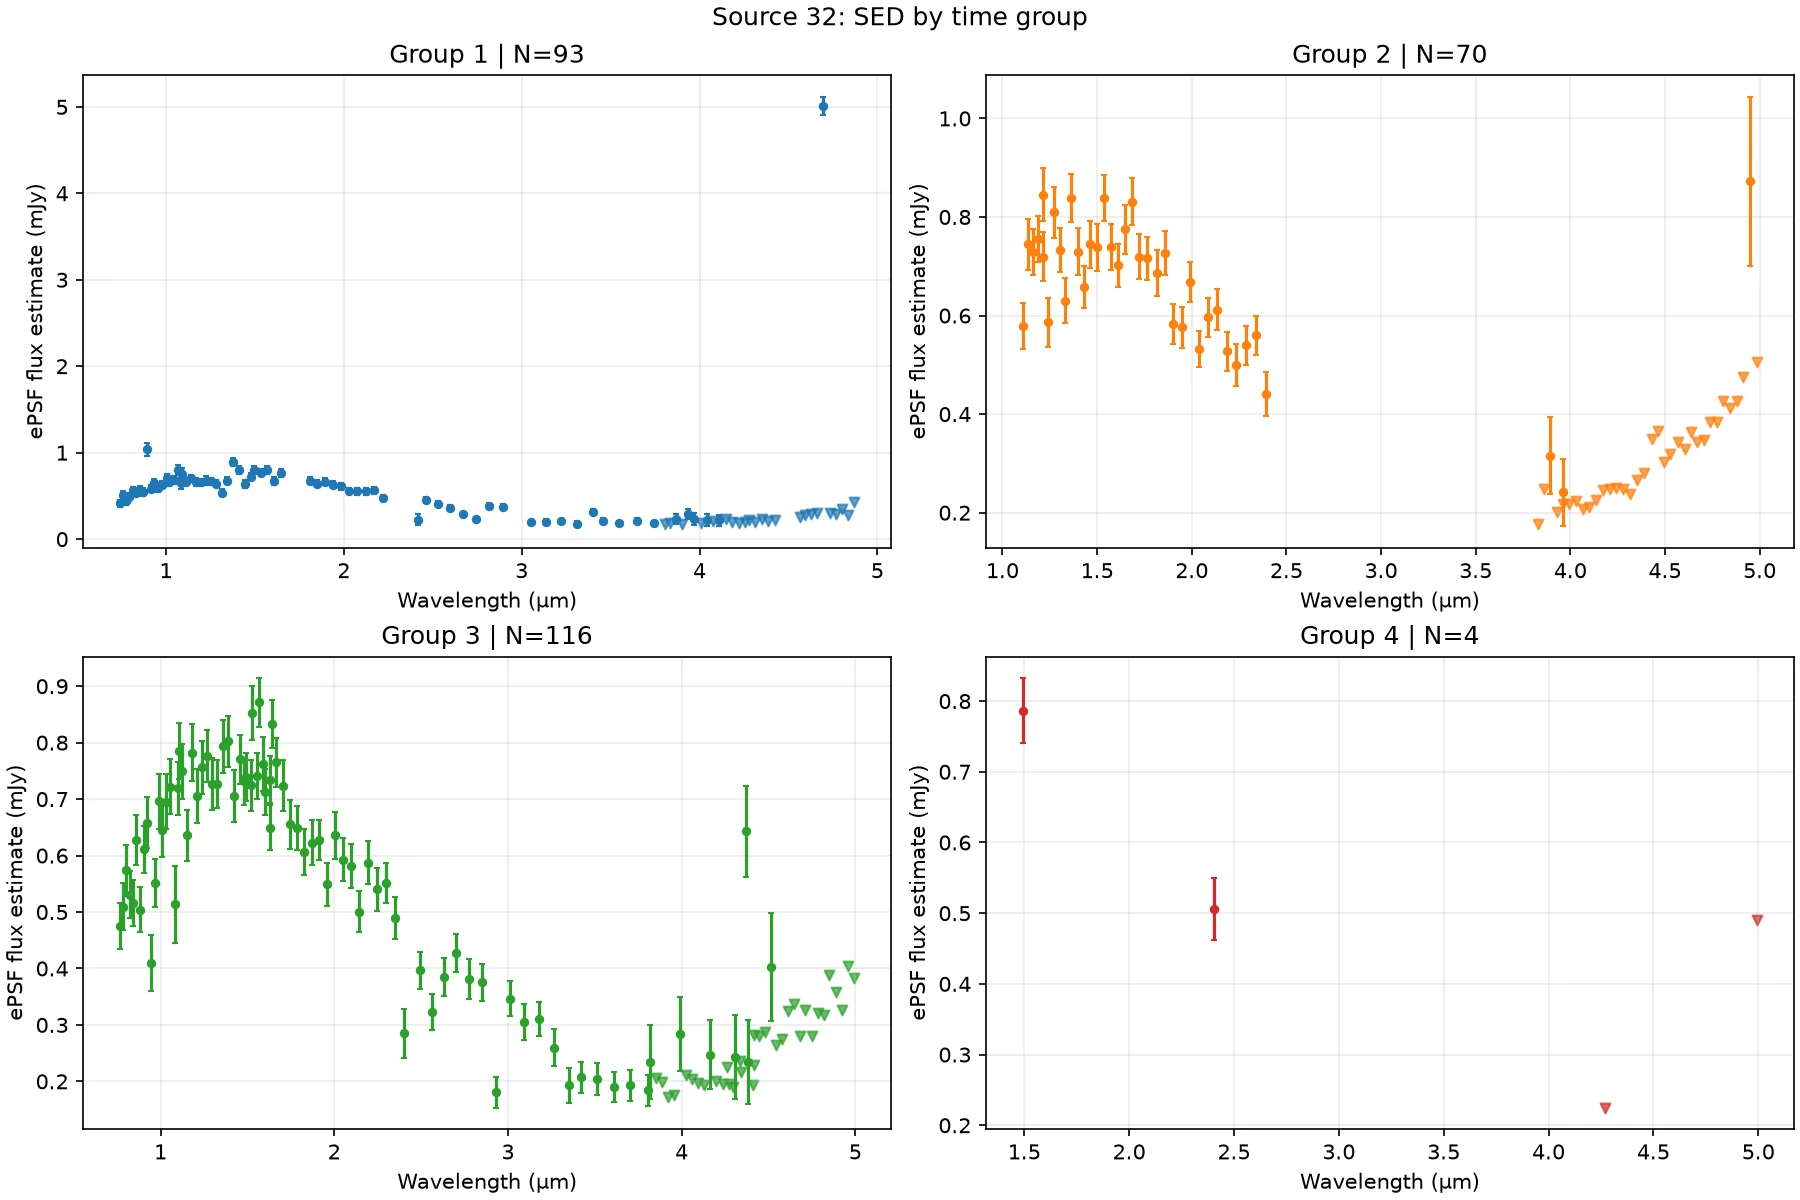 Source 32: SED by time group
Group 1 | N=93
ePSF flux estimate (mJy)
5
4
3
2
1
0
1 2 3 4 5
Wavelength (μm)
Group 2 | N=70
ePSF flux estimate (mJy)
1.0
0.8
0.6
0.4
0.2
1.0 1.5 2.0 2.5 3.0 3.5 4.0 4.5 5.0
Wavelength (μm)
Group 3 | N=116
ePSF flux estimate (mJy)
0.9
0.8
0.7
0.6
0.5
0.4
0.3
0.2
1 2 3 4 5
Wavelength (μm)
Group 4 | N=4
ePSF flux estimate (mJy)
0.8
0.7
0.6
0.5
0.4
0.3
0.2
1.5 2.0 2.5 3.0 3.5 4.0 4.5 5.0
Wavelength (μm)